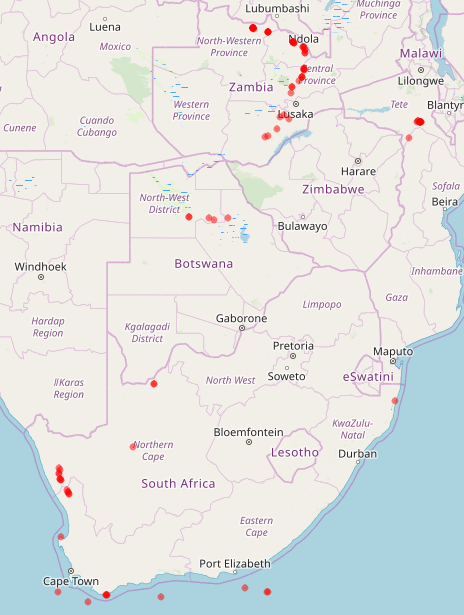 Lubumbashi
Muchinga
Province
Luena
Angola
Mexico
North-Western
Province
Ndola
Malawi
Central
Province
Lilongwe
Zambia
Western
Province
Lusaka
Tete
Blantyr
Cunene
Cuando
Cubango
Harare
Zimbabwe
North-West
District
Sofala
Beira
Namibia
Bulawayo
Botswana
Windhoek
Inhambane
Gaza
Limpopo
Hardap
Region
Kgalagadi
District
Gaborone
Pretoria
Maputo
Soweto
eSwatini
North West
IIKaras
Region
KwaZulu-
Natal
Bloemfontein
Lesotho
Durban
Northern
Cape
South Africa
Eastern
Cape
Port Elizabeth
Cape Town